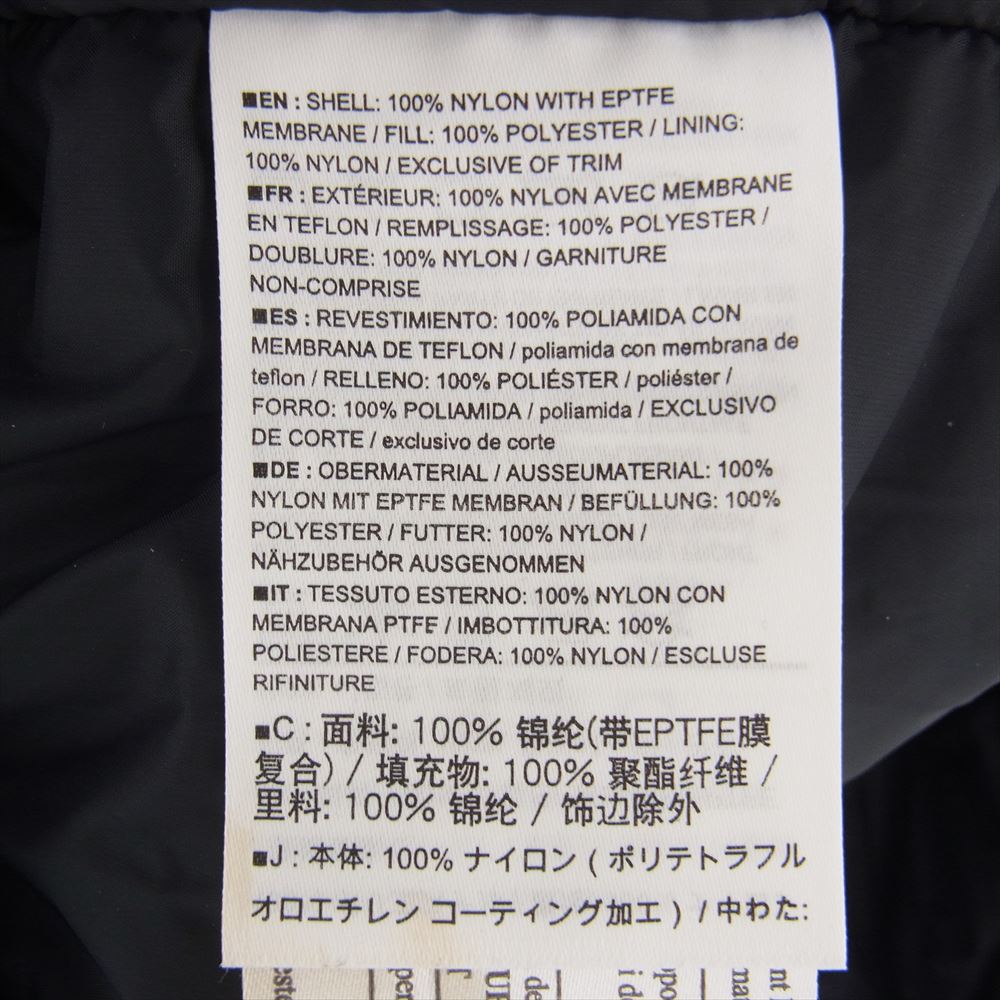 ■EN : SHELL: 100% NYLON WITH EPTFE
MEMBRANE / FILL: 100% POLYESTER / LINING:
100% NYLON / EXCLUSIVE OF TRIM
■FR : EXTÉRIEUR: 100% NYLON AVEC MEMBRANE
EN TEFLON / REMPLISSAGE: 100% POLYESTER /
DOUBLURE: 100% NYLON / GARNITURE
NON-COMPRISE
■ES : REVESTIMIENTO: 100% POLIAMIDA CON
MEMBRANA DE TEFLON / poliamida con membrana de
teflon / RELLENO: 100% POLIÉSTER / poliéster /
FORRO: 100% POLIAMIDA / poliamida / EXCLUSIVO
DE CORTE / exclusivo de corte
■DE : OBERMATERIAL / AUSSEUMATERIAL: 100%
NYLON MIT EPTFE MEMBRAN / BEFÜLLUNG: 100%
POLYESTER / FUTTER: 100% NYLON /
NÄHZUBEHÖR AUSGENOMMEN
■IT : TESSUTO ESTERNO: 100% NYLON CON
MEMBRANA PTFE / IMBOTTITURA: 100%
POLIESTERE / FODERA: 100% NYLON / ESCLUSE
RIFINITURE
■C : 面料: 100% 锦纶(带EPTFE膜
复合) / 填充物: 100% 聚酯纤维 /
里料: 100% 锦纶 / 饰边除外
■J : 本体: 100% ナイロン ( ポリテトラフル
オロエチレン コーティング加工 ) / 中わた: